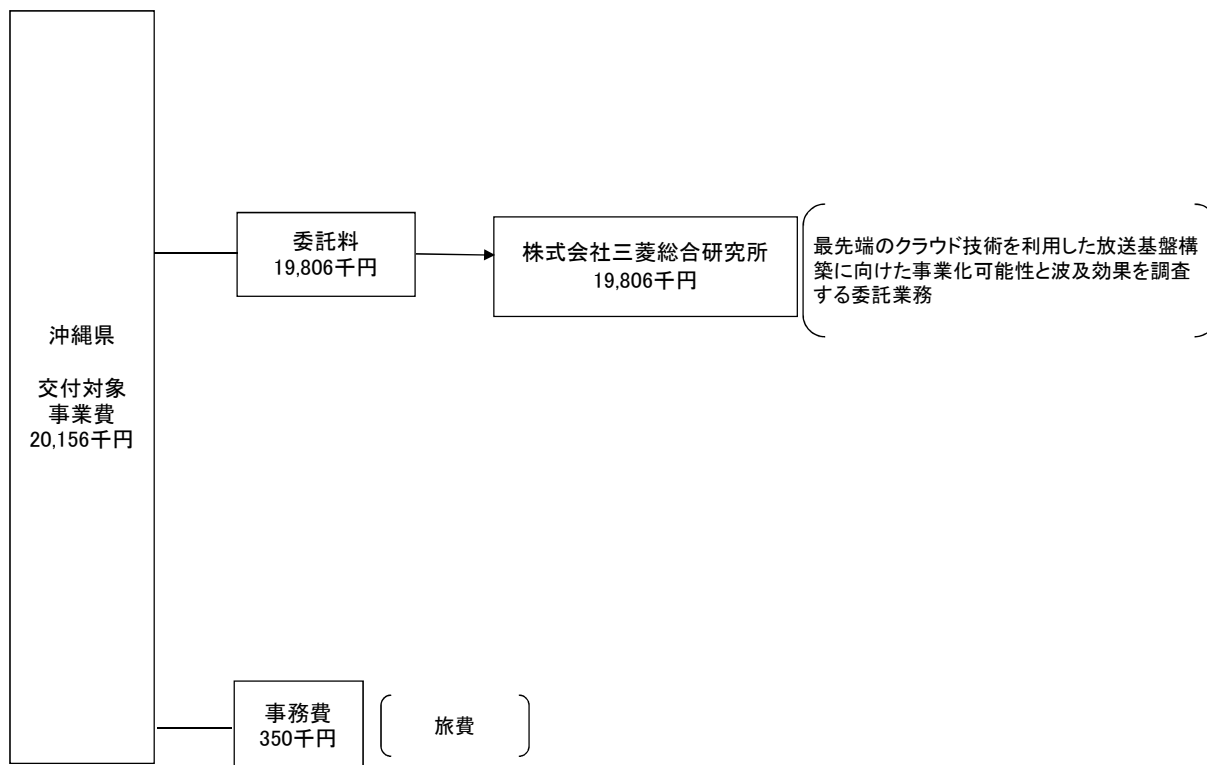 沖縄県
交付対象
事業費
20,156千円
委託料
19,806千円
株式会社三菱総合研究所
19,806千円
最先端のクラウド技術を利用した放送基盤構
築に向けた事業化可能性と波及効果を調査
する委託業務
事務費
350千円
旅費